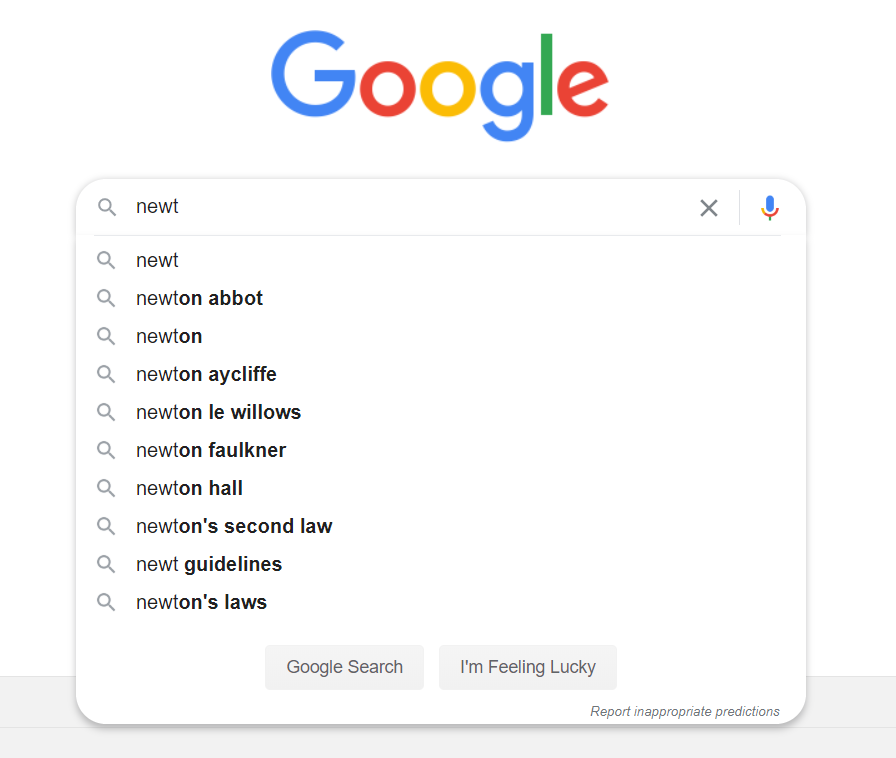 Google
newt
newt
newton abbot
newton
newton aycliffe
newton le willows
newton faulkner
newton hall
newton's second law
newt guidelines
newton's laws
Google Search I'm Feeling Lucky
Report inappropriate predictions